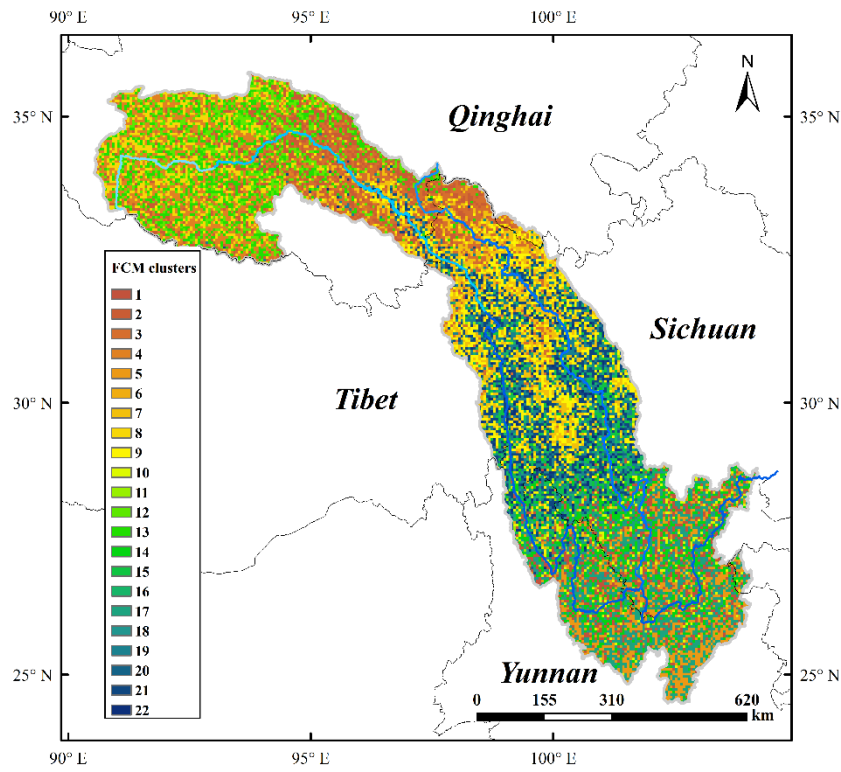 90° E
95° E
100° E
N
35° N
Qinghai
35° N
FCM clusters
1
2
3
4
5
6
7
8
9
10
11
12
13
14
15
16
17
18
19
20
21
22
Sichuan
30° N
Tibet
30° N
Yunnan
25° N
25° N
0 155 310 620
km
90° E
95° E
100° E